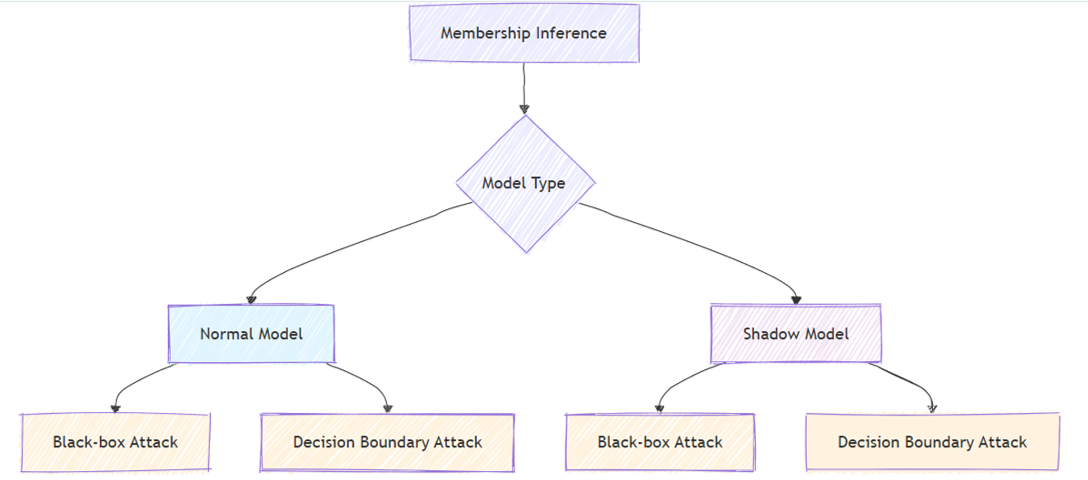 Membership Inference
Model Type
Normal Model
Shadow Model
Black-box Attack
Decision Boundary Attack
Black-box Attack
Decision Boundary Attack